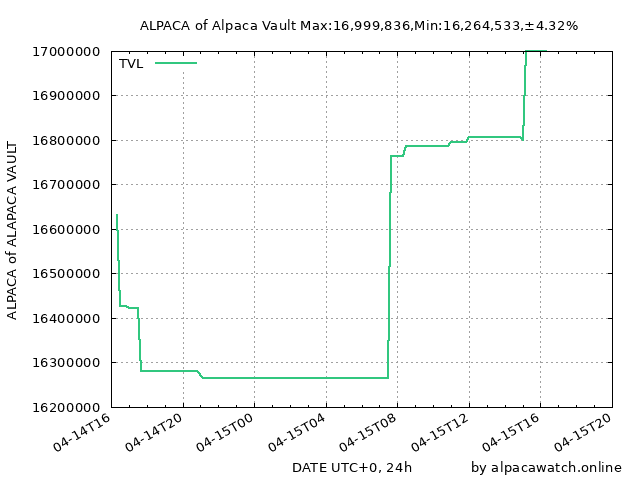 ALPACA of Alpaca Vault Max:16,999,836,Min:16,264,533,±4.32%
TVL
ALPACA of ALAPACA VAULT
17000000
16900000
16800000
16700000
16600000
16500000
16400000
16300000
16200000
04-14T16
04-14T20
04-15T00
04-15T04
04-15T08
04-15T12
04-15T16
04-15T20
DATE UTC+0, 24h
by alpacawatch.online